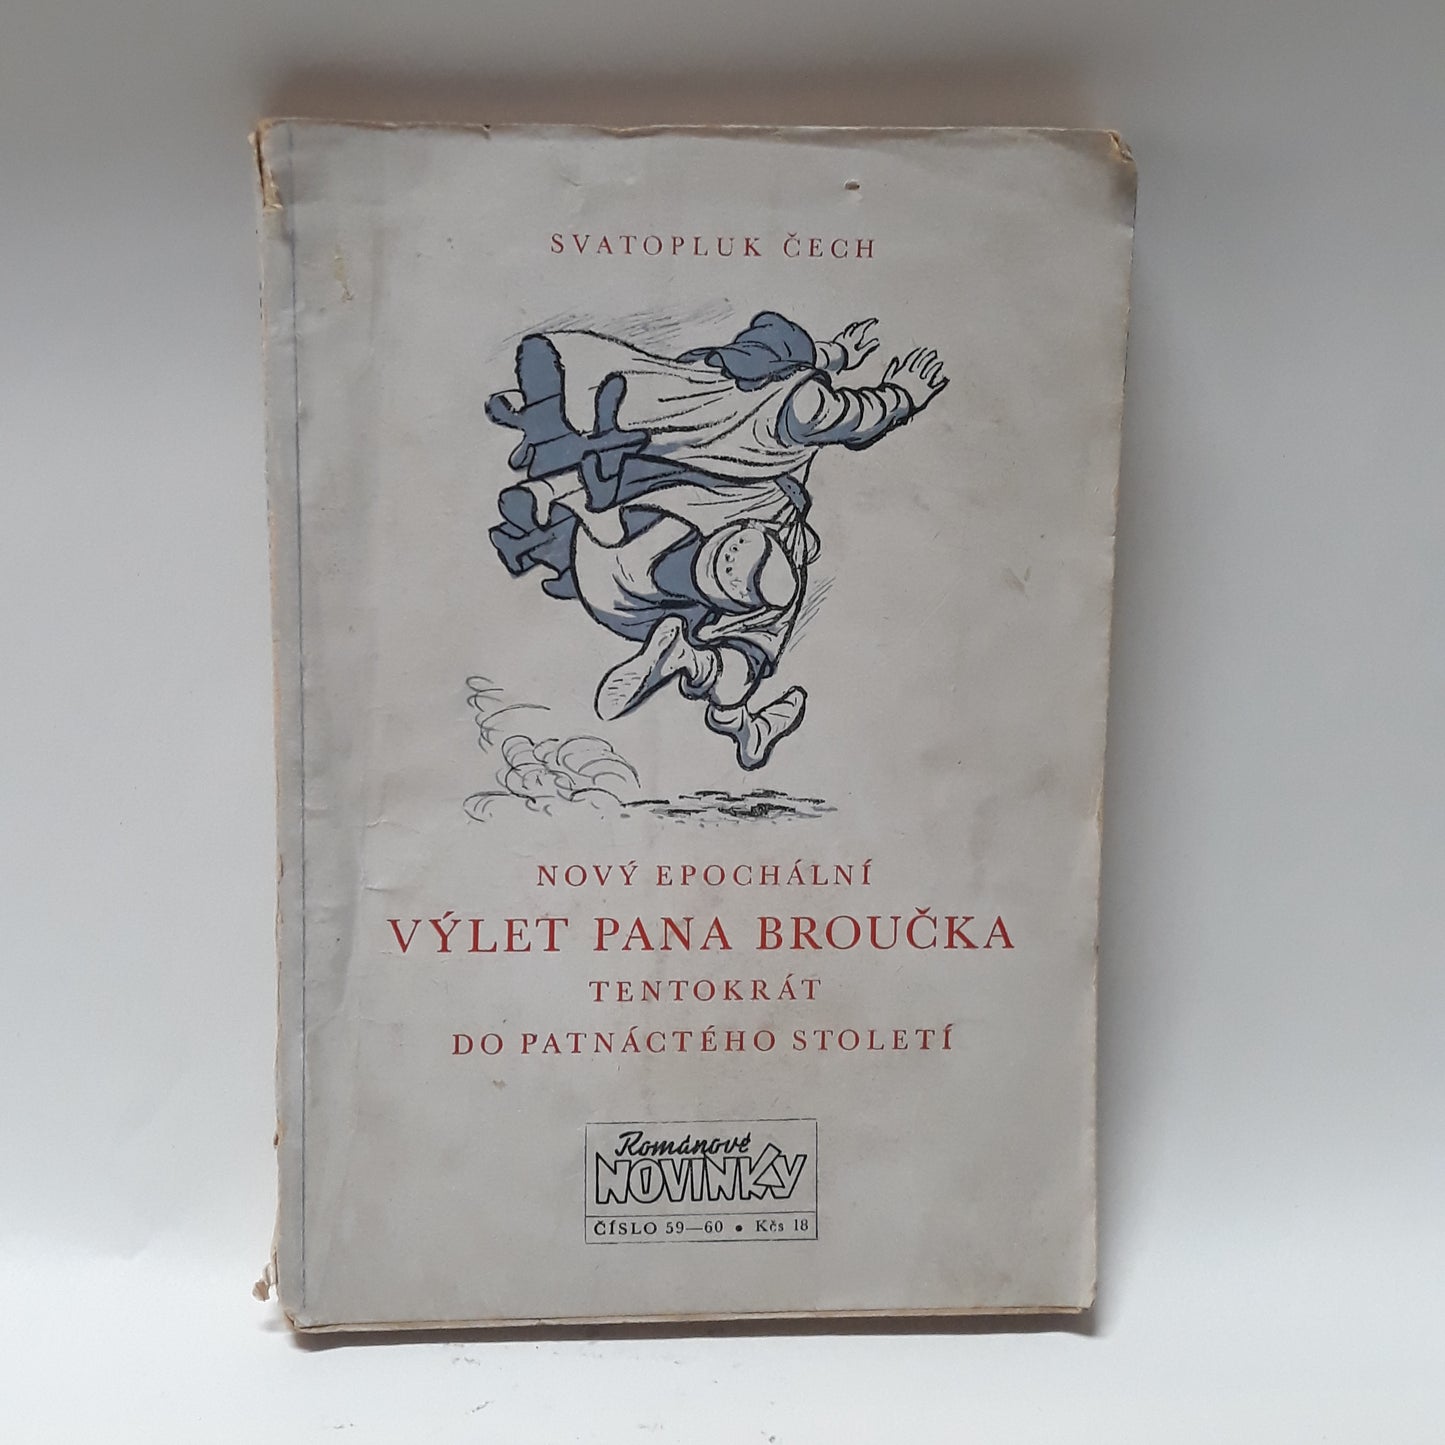 SVATOPLUK ČECH
NOVÝ EPOCHÁLNÍ
VÝLET PANA BROUČKA
TENTOKRÁT
DO PATNÁCTÉHO STOLETÍ
Románové
NOVINKY
ČÍSLO 59—60 • Kčs 18